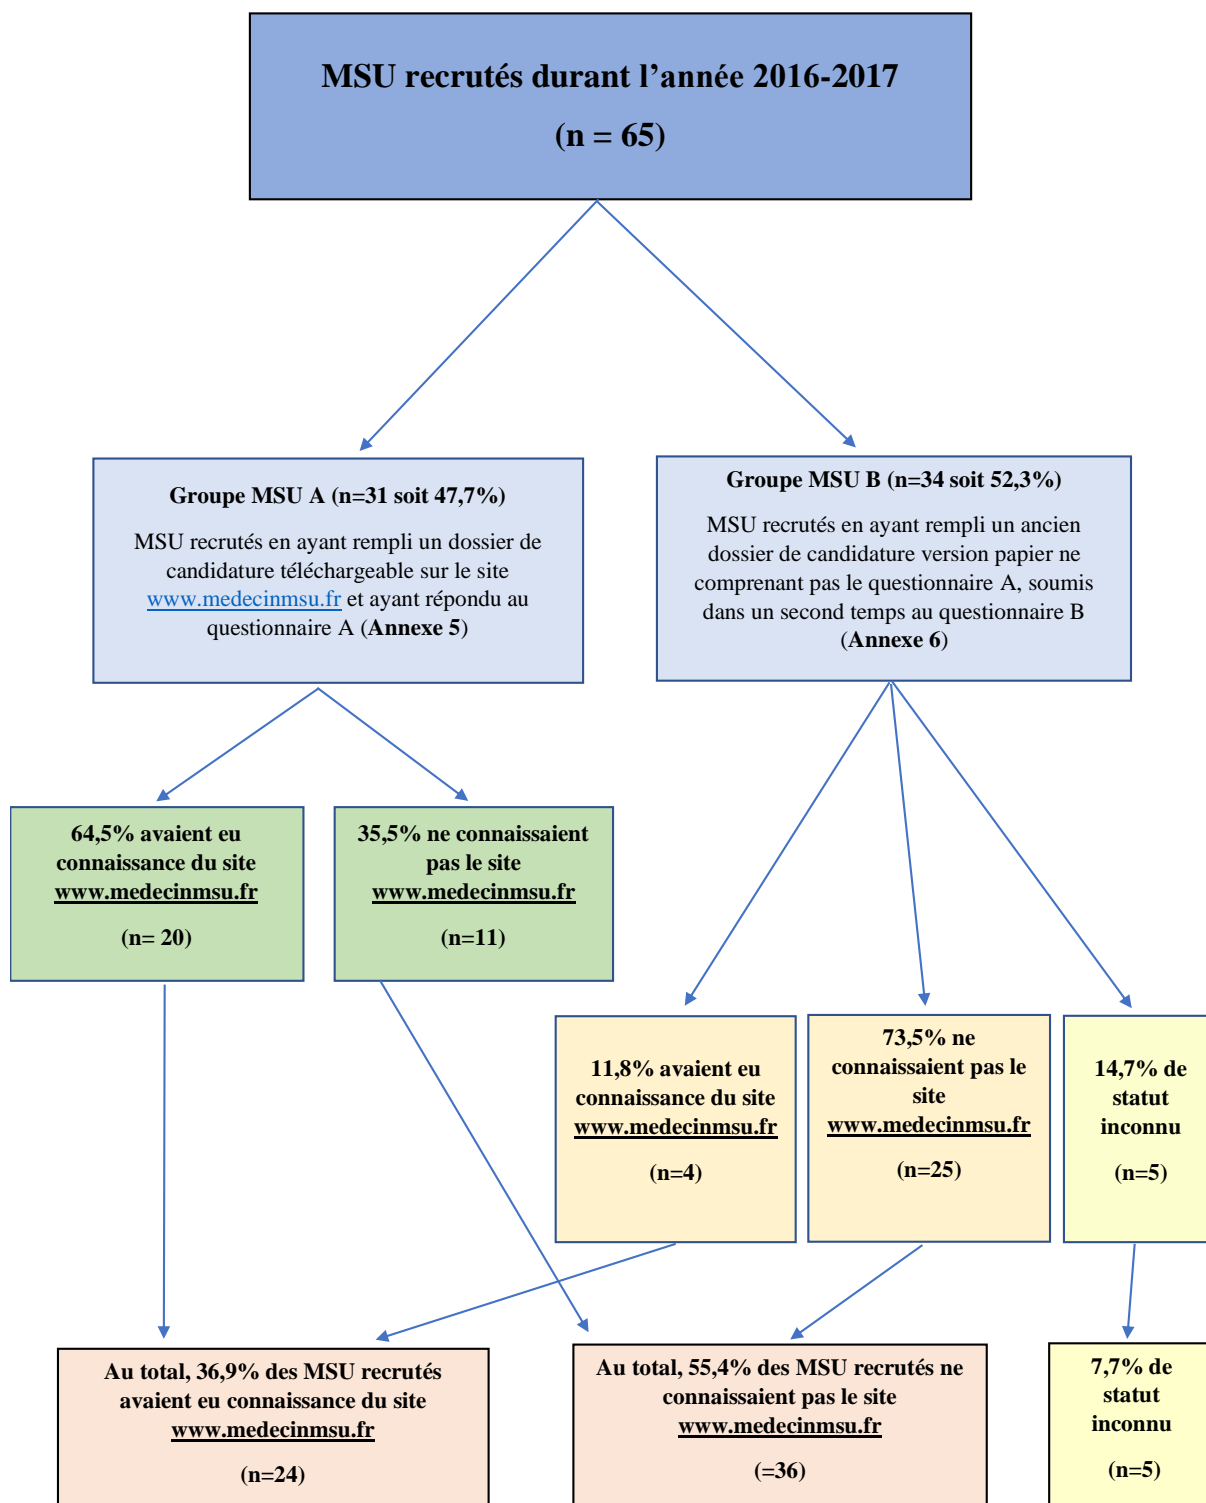 MSU recrutés durant l’année 2016-2017
(n = 65)
Groupe MSU A (n=31 soit 47,7%)
MSU recrutés en ayant rempli un dossier de
candidature téléchargeable sur le site
www.medecinmsu.fr et ayant répondu au
questionnaire A (Annexe 5)
Groupe MSU B (n=34 soit 52,3%)
MSU recrutés en ayant rempli un ancien
dossier de candidature version papier ne
comprenant pas le questionnaire A, soumis
dans un second temps au questionnaire B
(Annexe 6)
64,5% avaient eu
connaissance du site
www.medecinmsu.fr
(n= 20)
35,5% ne connaissaient
pas le site
www.medecinmsu.fr
(n=11)
11,8% avaient eu
connaissance du site
www.medecinmsu.fr
(n=4)
73,5% ne
connaissaient pas le
site
www.medecinmsu.fr
(n=25)
14,7% de
statut
inconnu
(n=5)
Au total, 36,9% des MSU recrutés
avaient eu connaissance du site
www.medecinmsu.fr
(n=24)
Au total, 55,4% des MSU recrutés ne
connaissaient pas le site
www.medecinmsu.fr
(=36)
7,7% de
statut
inconnu
(n=5)